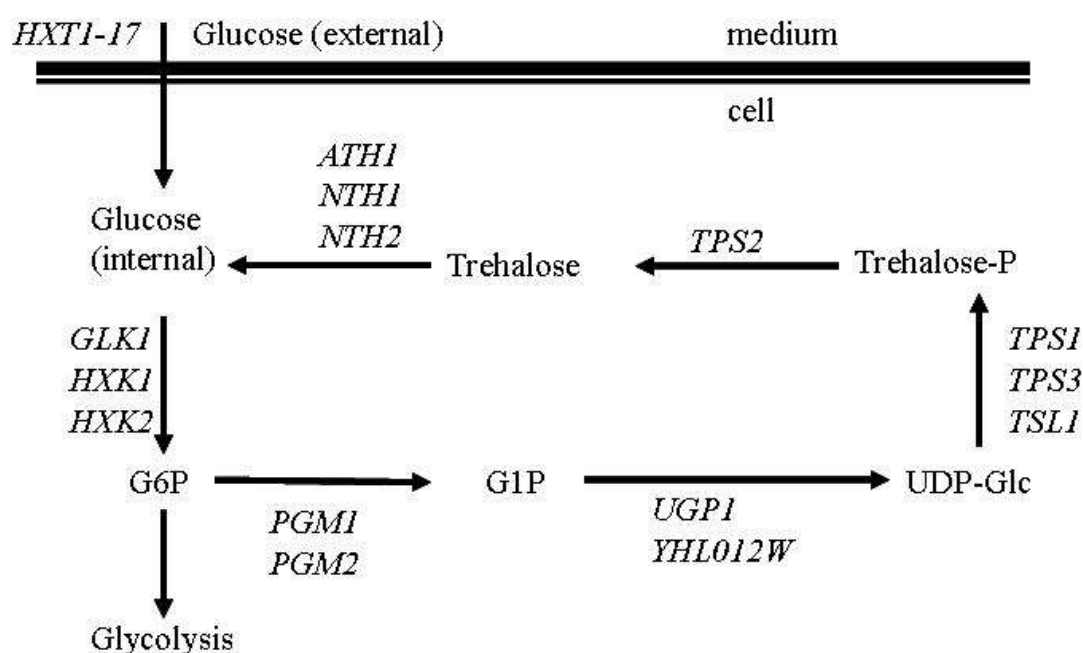 HXT1-17 Glucose (external) medium
cell
ATH1
NTH1
NTH2
Glucose
(internal)
Trehalose
TPS2
Trehalose-P
GLK1
HXK1
HXK2
TPS1
TPS3
TSL1
G6P
G1P
UDP-Glc
PGM1
PGM2
UGP1
YHL012W
Glycolysis